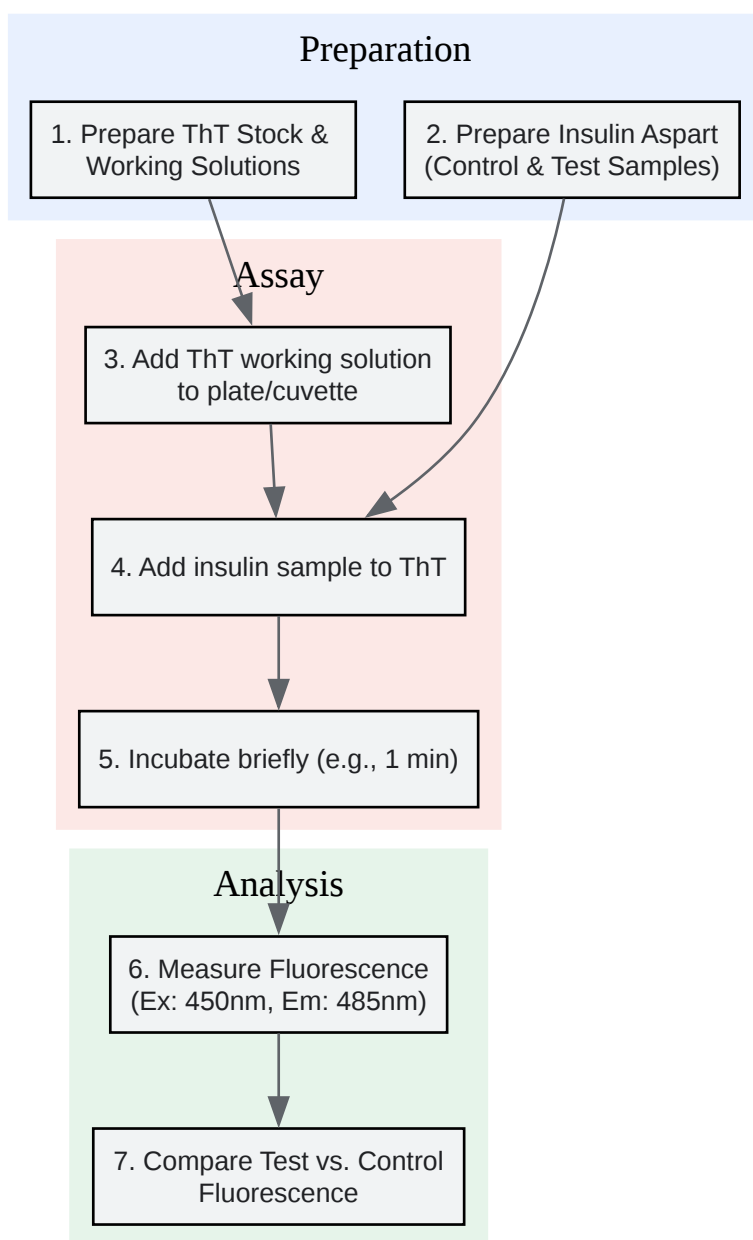 Preparation
1. Prepare ThT Stock &
Working Solutions
2. Prepare Insulin Aspart
(Control & Test Samples)
Assay
3. Add ThT working solution
to plate/cuvette
4. Add insulin sample to ThT
5. Incubate briefly (e.g., 1 min)
Analysis
6. Measure Fluorescence
(Ex: 450nm, Em: 485nm)
7. Compare Test vs. Control
Fluorescence